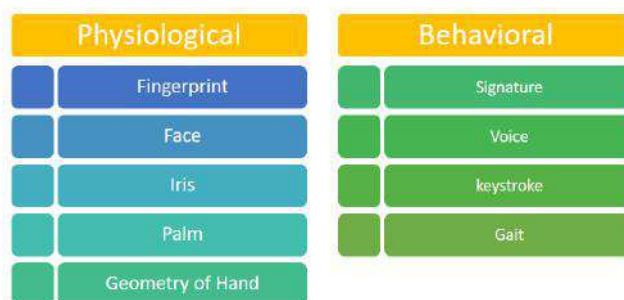 Physiological
Fingerprint
Face
Iris
Palm
Geometry of Hand
Behavioral
Signature
Voice
keystroke
Gait